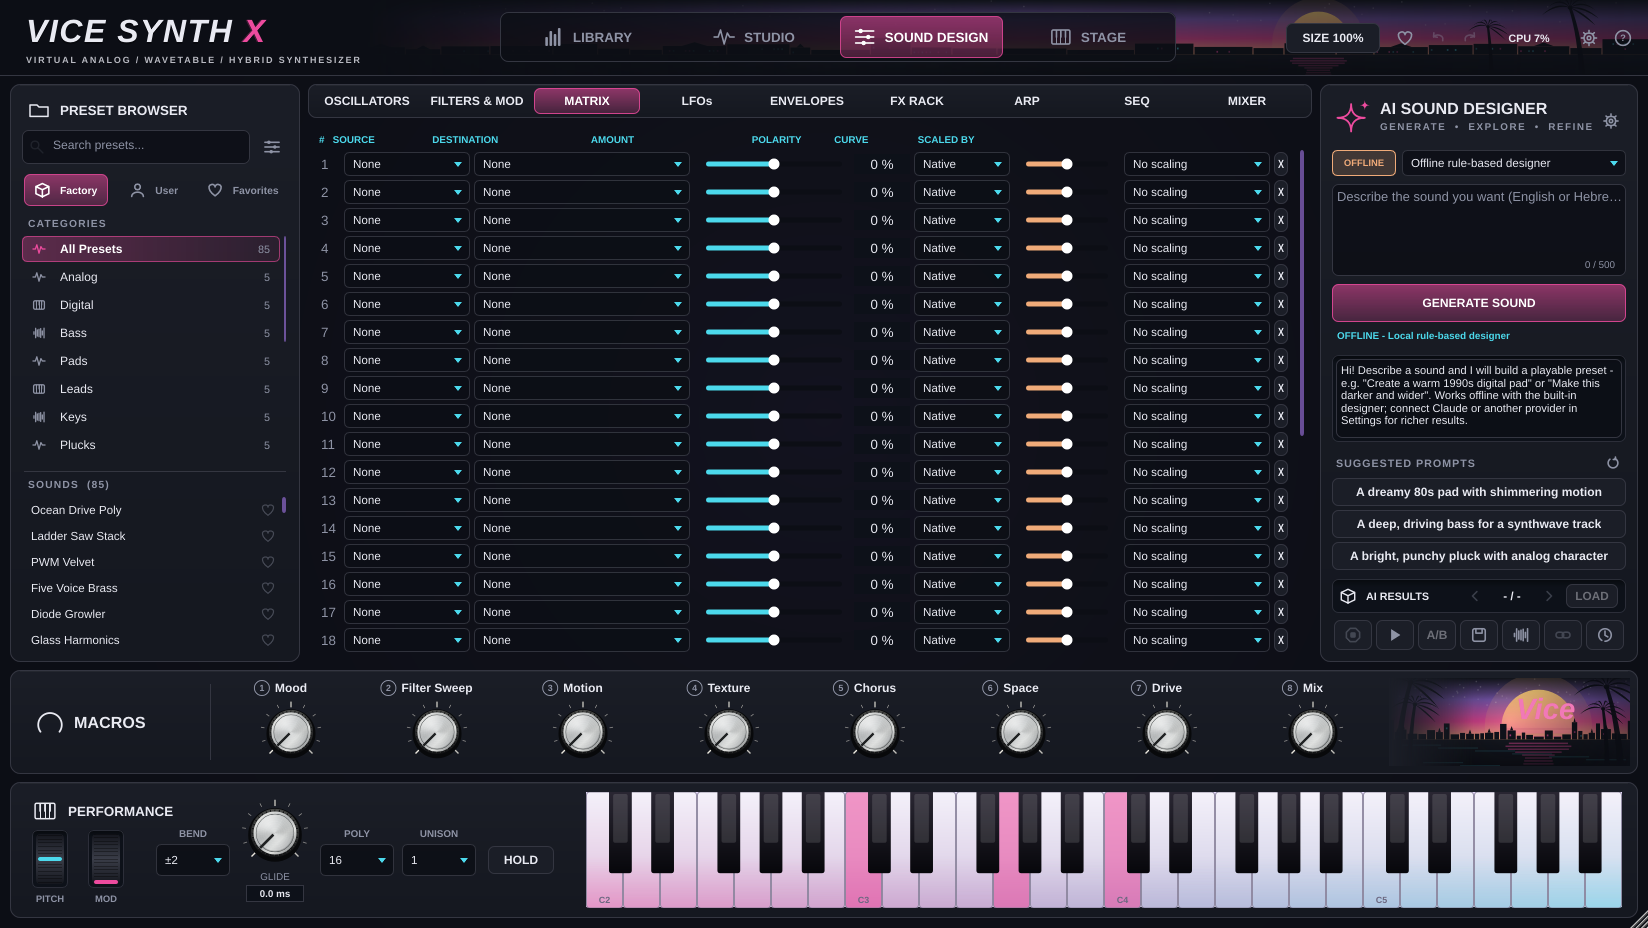 VICE SYNTH X
VIRTUAL ANALOG / WAVETABLE / HYBRID SYNTHESIZER
LIBRARY
STUDIO
SOUND DESIGN
STAGE
SIZE 100%
CPU 7%
?
PRESET BROWSER
Search presets...
Factory
User
Favorites
CATEGORIES
All Presets 85
Analog 5
Digital 5
Bass 5
Pads 5
Leads 5
Keys 5
Plucks 5
SOUNDS (85)
Ocean Drive Poly
Ladder Saw Stack
PWM Velvet
Five Voice Brass
Diode Growler
Glass Harmonics
OSCILLATORS FILTERS & MOD MATRIX LFOs ENVELOPES FX RACK ARP SEQ MIXER
# SOURCE DESTINATION AMOUNT POLARITY CURVE SCALED BY
1 None None 0 % Native No scaling X
2 None None 0 % Native No scaling X
3 None None 0 % Native No scaling X
4 None None 0 % Native No scaling X
5 None None 0 % Native No scaling X
6 None None 0 % Native No scaling X
7 None None 0 % Native No scaling X
8 None None 0 % Native No scaling X
9 None None 0 % Native No scaling X
10 None None 0 % Native No scaling X
11 None None 0 % Native No scaling X
12 None None 0 % Native No scaling X
13 None None 0 % Native No scaling X
14 None None 0 % Native No scaling X
15 None None 0 % Native No scaling X
16 None None 0 % Native No scaling X
17 None None 0 % Native No scaling X
18 None None 0 % Native No scaling X
AI SOUND DESIGNER
GENERATE • EXPLORE • REFINE
OFFLINE
Offline rule-based designer
Describe the sound you want (English or Hebre...
0 / 500
GENERATE SOUND
OFFLINE - Local rule-based designer
Hi! Describe a sound and I will build a playable preset -
e.g. "Create a warm 1990s digital pad" or "Make this
darker and wider". Works offline with the built-in
designer; connect Claude or another provider in
Settings for richer results.
SUGGESTED PROMPTS
A dreamy 80s pad with shimmering motion
A deep, driving bass for a synthwave track
A bright, punchy pluck with analog character
AI RESULTS
- / -
LOAD
A/B
MACROS
1 Mood
2 Filter Sweep
3 Motion
4 Texture
5 Chorus
6 Space
7 Drive
8 Mix
Vice
PERFORMANCE
PITCH
MOD
BEND
±2
GLIDE
0.0 ms
POLY
16
UNISON
1
HOLD
C2 C3 C4 C5